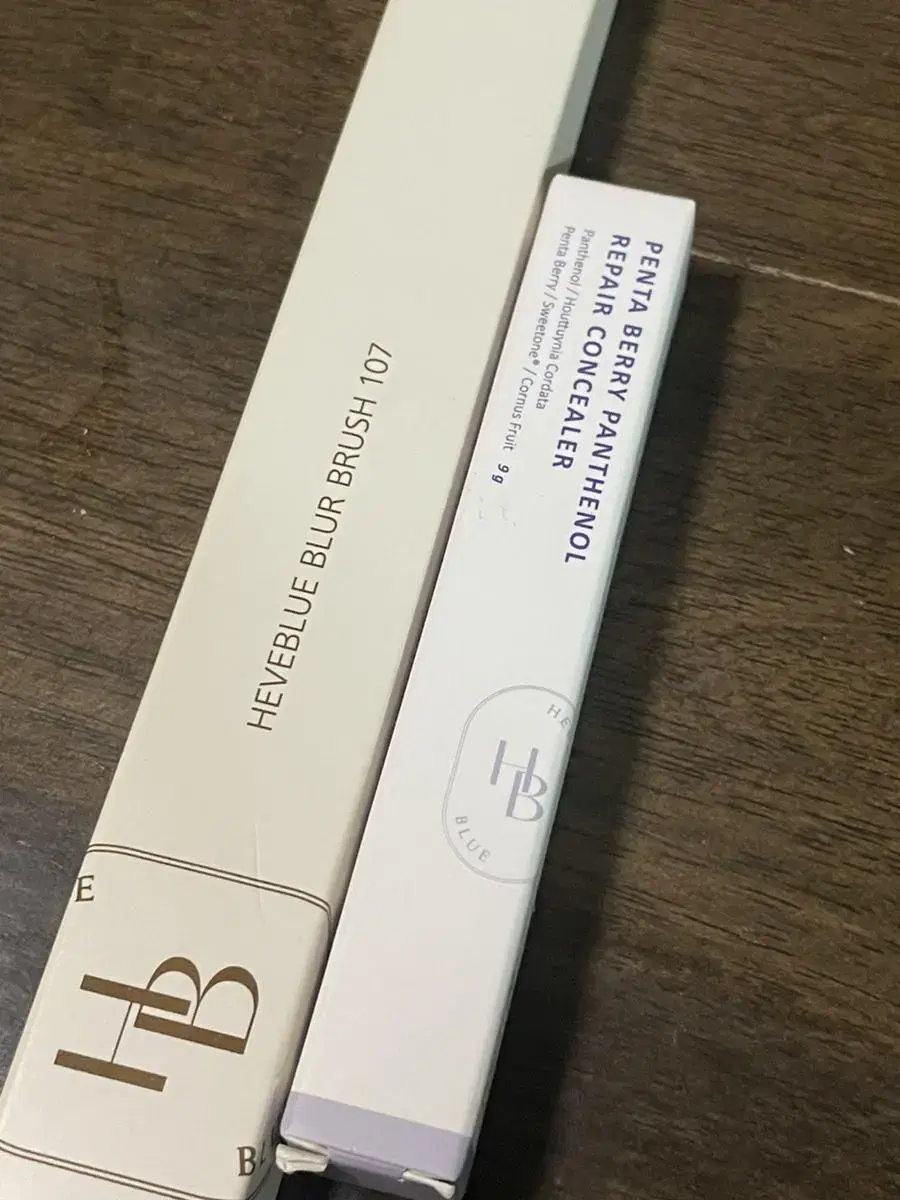 HEVEBLUE BLUR BRUSH 107
E
HB
PENTA BERRY PANTHENOL
REPAIR CONCEALER
Panthenol / Houttuynia Cordata
Penta Berry / Sweetone® / Cornus Fruit 9 g
HE
HB
BLUE